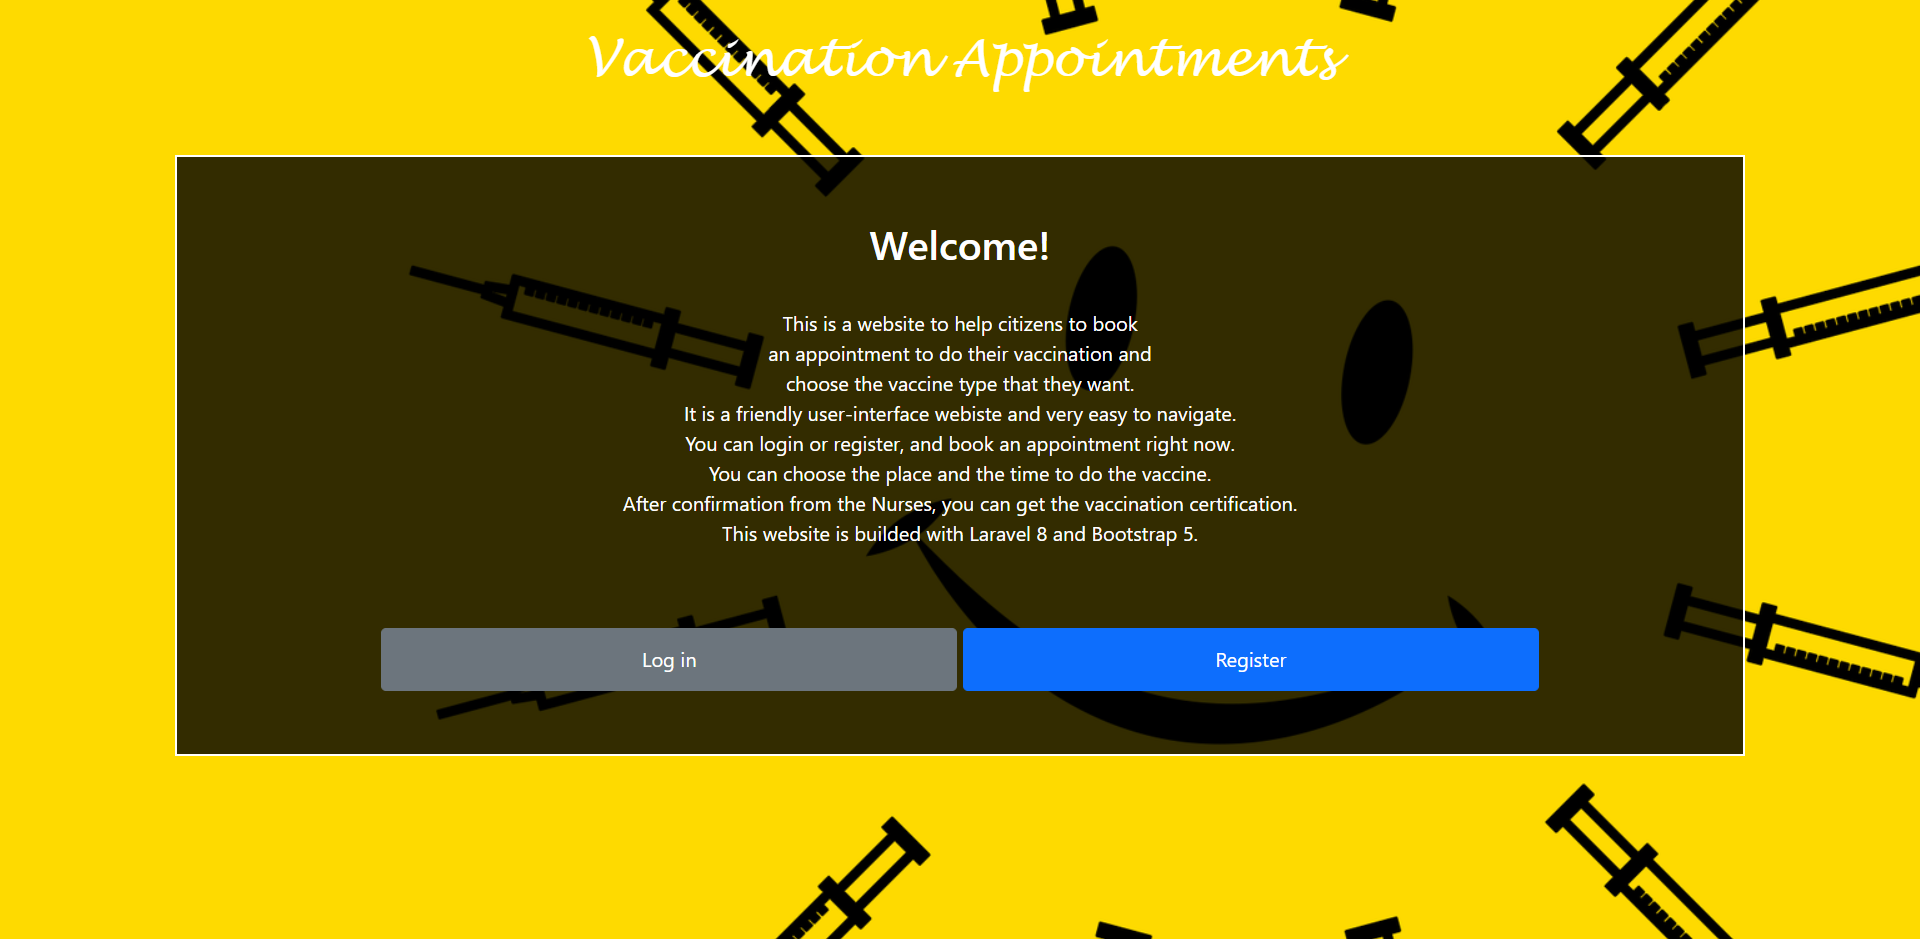 Vaccination Appointments
Welcome!
This is a website to help citizens to book
an appointment to do their vaccination and
choose the vaccine type that they want.
It is a friendly user-interface webiste and very easy to navigate.
You can login or register, and book an appointment right now.
You can choose the place and the time to do the vaccine.
After confirmation from the Nurses, you can get the vaccination certification.
This website is builded with Laravel 8 and Bootstrap 5.
Log in
Register